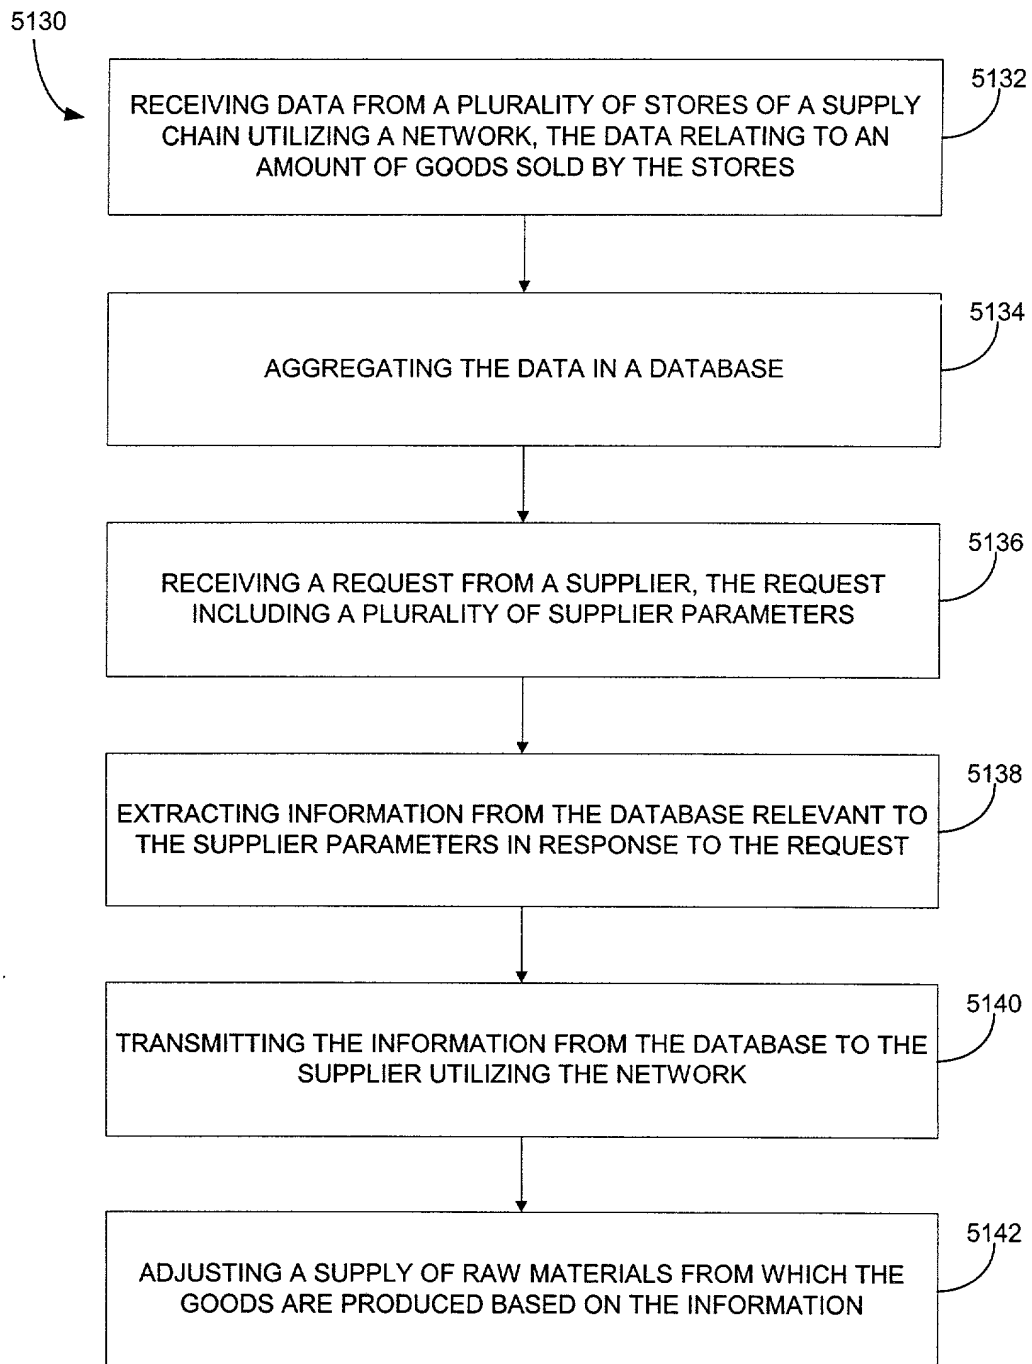 5130
5132
RECEIVING DATA FROM A PLURALITY OF STORES OF A SUPPLY
CHAIN UTILIZING A NETWORK, THE DATA RELATING TO AN
AMOUNT OF GOODS SOLD BY THE STORES
5134
AGGREGATING THE DATA IN A DATABASE
5136
RECEIVING A REQUEST FROM A SUPPLIER, THE REQUEST
INCLUDING A PLURALITY OF SUPPLIER PARAMETERS
5138
EXTRACTING INFORMATION FROM THE DATABASE RELEVANT TO
THE SUPPLIER PARAMETERS IN RESPONSE TO THE REQUEST
5140
TRANSMITTING THE INFORMATION FROM THE DATABASE TO THE
SUPPLIER UTILIZING THE NETWORK
5142
ADJUSTING A SUPPLY OF RAW MATERIALS FROM WHICH THE
GOODS ARE PRODUCED BASED ON THE INFORMATION